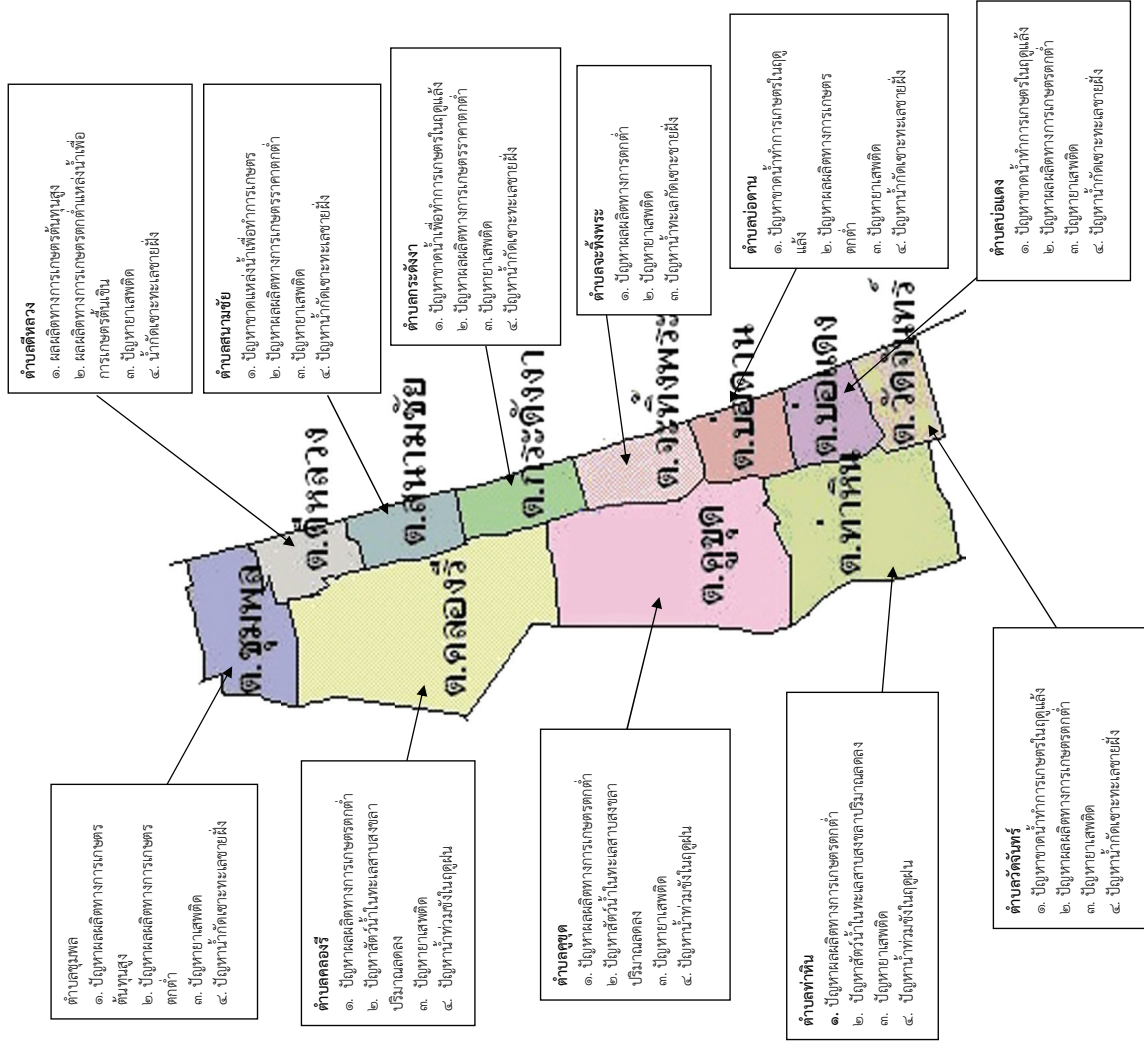 ตำบลชุมพล
๑. ปัญหาผลผลิตทางการเกษตร
ต้นทุนสูง
๒. ปัญหาผลผลิตทางการเกษตร
ตกต่ำ
๓. ปัญหายาเสพติด
๔. ปัญหาน้ำกัดเซาะทะเลชายฝั่ง
ตำบลคลองรี
๑. ปัญหาผลผลิตทางการเกษตรตกต่ำ
๒. ปัญหาสัตว์น้ำในทะเลสาบสงขลา
ปริมาณลดลง
๓. ปัญหายาเสพติด
๔. ปัญหาน้ำท่วมขังในฤดูฝน
ตำบลคูขุด
๑. ปัญหาผลผลิตทางการเกษตรตกต่ำ
๒. ปัญหาสัตว์น้ำในทะเลสาบสงขลา
ปริมาณลดลง
๓. ปัญหายาเสพติด
๔. ปัญหาน้ำท่วมขังในฤดูฝน
ตำบลท่าหิน
๑. ปัญหาผลผลิตทางการเกษตรตกต่ำ
๒. ปัญหาสัตว์น้ำในทะเลสาบสงขลาปริมาณลดลง
๓. ปัญหายาเสพติด
๔. ปัญหาน้ำท่วมขังในฤดูฝน
ตำบลวัดจันทร์
๑. ปัญหาขาดน้ำทำการเกษตรในฤดูแล้ง
๒. ปัญหาผลผลิตทางการเกษตรตกต่ำ
๓. ปัญหายาเสพติด
๔. ปัญหาน้ำกัดเซาะทะเลชายฝั่ง
ต.ชุมพล
ต.ดีหลวง
ต.สนามชัย
ต.คลองรี
ต.กระดังงา
ต.จะทิ้งพระ
ต.คูขุด
ต.บ่อดาน
ต.บ่อแดง
ต.ท่าหิน
ต.วัดจันทร์
ตำบลดีหลวง
๑. ผลผลิตทางการเกษตรต้นทุนสูง
๒. ผลผลิตทางการเกษตรตกต่ำแหล่งน้ำเพื่อ
การเกษตรตื้นเขิน
๓. ปัญหายาเสพติด
๔. น้ำกัดเซาะทะเลชายฝั่ง
ตำบลสนามชัย
๑. ปัญหาขาดแหล่งน้ำเพื่อทำการเกษตร
๒. ปัญหาผลผลิตทางการเกษตรราคาตกต่ำ
๓. ปัญหายาเสพติด
๔. ปัญหาน้ำกัดเซาะทะเลชายฝั่ง
ตำบลกระดังงา
๑. ปัญหาขาดน้ำเพื่อทำการเกษตรในฤดูแล้ง
๒. ปัญหาผลผลิตทางการเกษตรราคาตกต่ำ
๓. ปัญหายาเสพติด
๔. ปัญหาน้ำกัดเซาะทะเลชายฝั่ง
ตำบลจะทิ้งพระ
๑. ปัญหาผลผลิตทางการตกต่ำ
๒. ปัญหายาเสพติด
๓. ปัญหาน้ำทะเลกัดเซาะชายฝั่ง
ตำบลบ่อดาน
๑. ปัญหาขาดน้ำทำการเกษตรในฤดู
แล้ง
๒. ปัญหาผลผลิตทางการเกษตร
ตกต่ำ
๓. ปัญหายาเสพติด
๔. ปัญหาน้ำกัดเซาะทะเลชายฝั่ง
ตำบลบ่อแดง
๑. ปัญหาขาดน้ำทำการเกษตรในฤดูแล้ง
๒. ปัญหาผลผลิตทางการเกษตรตกต่ำ
๓. ปัญหายาเสพติด
๔. ปัญหาน้ำกัดเซาะทะเลชายฝั่ง